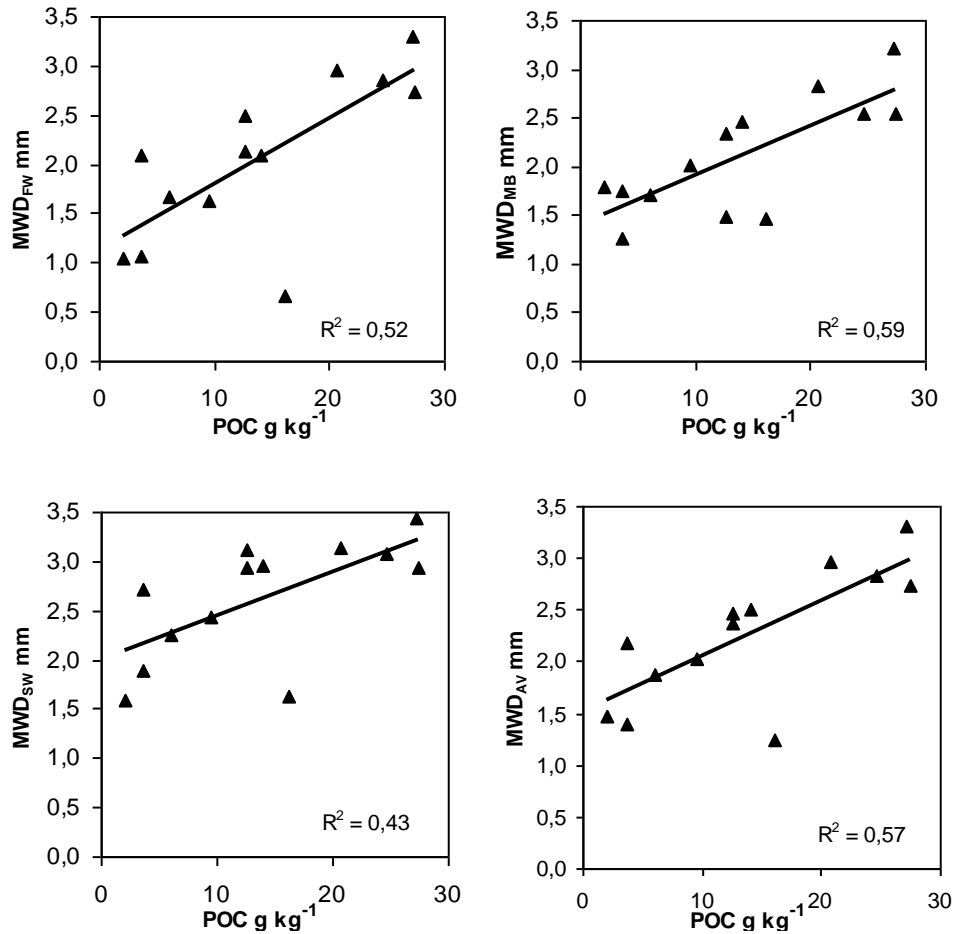 3,5
3,0
2,5
2,0
1,5
1,0
0,5
0,0
MWD_FW mm
R² = 0,52
0 10 20 30
POC g kg⁻¹
3,5
3,0
2,5
2,0
1,5
1,0
0,5
0,0
MWD_MB mm
R² = 0,59
0 10 20 30
POC g kg⁻¹
3,5
3,0
2,5
2,0
1,5
1,0
0,5
0,0
MWD_SW mm
R² = 0,43
0 10 20 30
POC g kg⁻¹
3,5
3,0
2,5
2,0
1,5
1,0
0,5
0,0
MWD_AV mm
R² = 0,57
0 10 20 30
POC g kg⁻¹